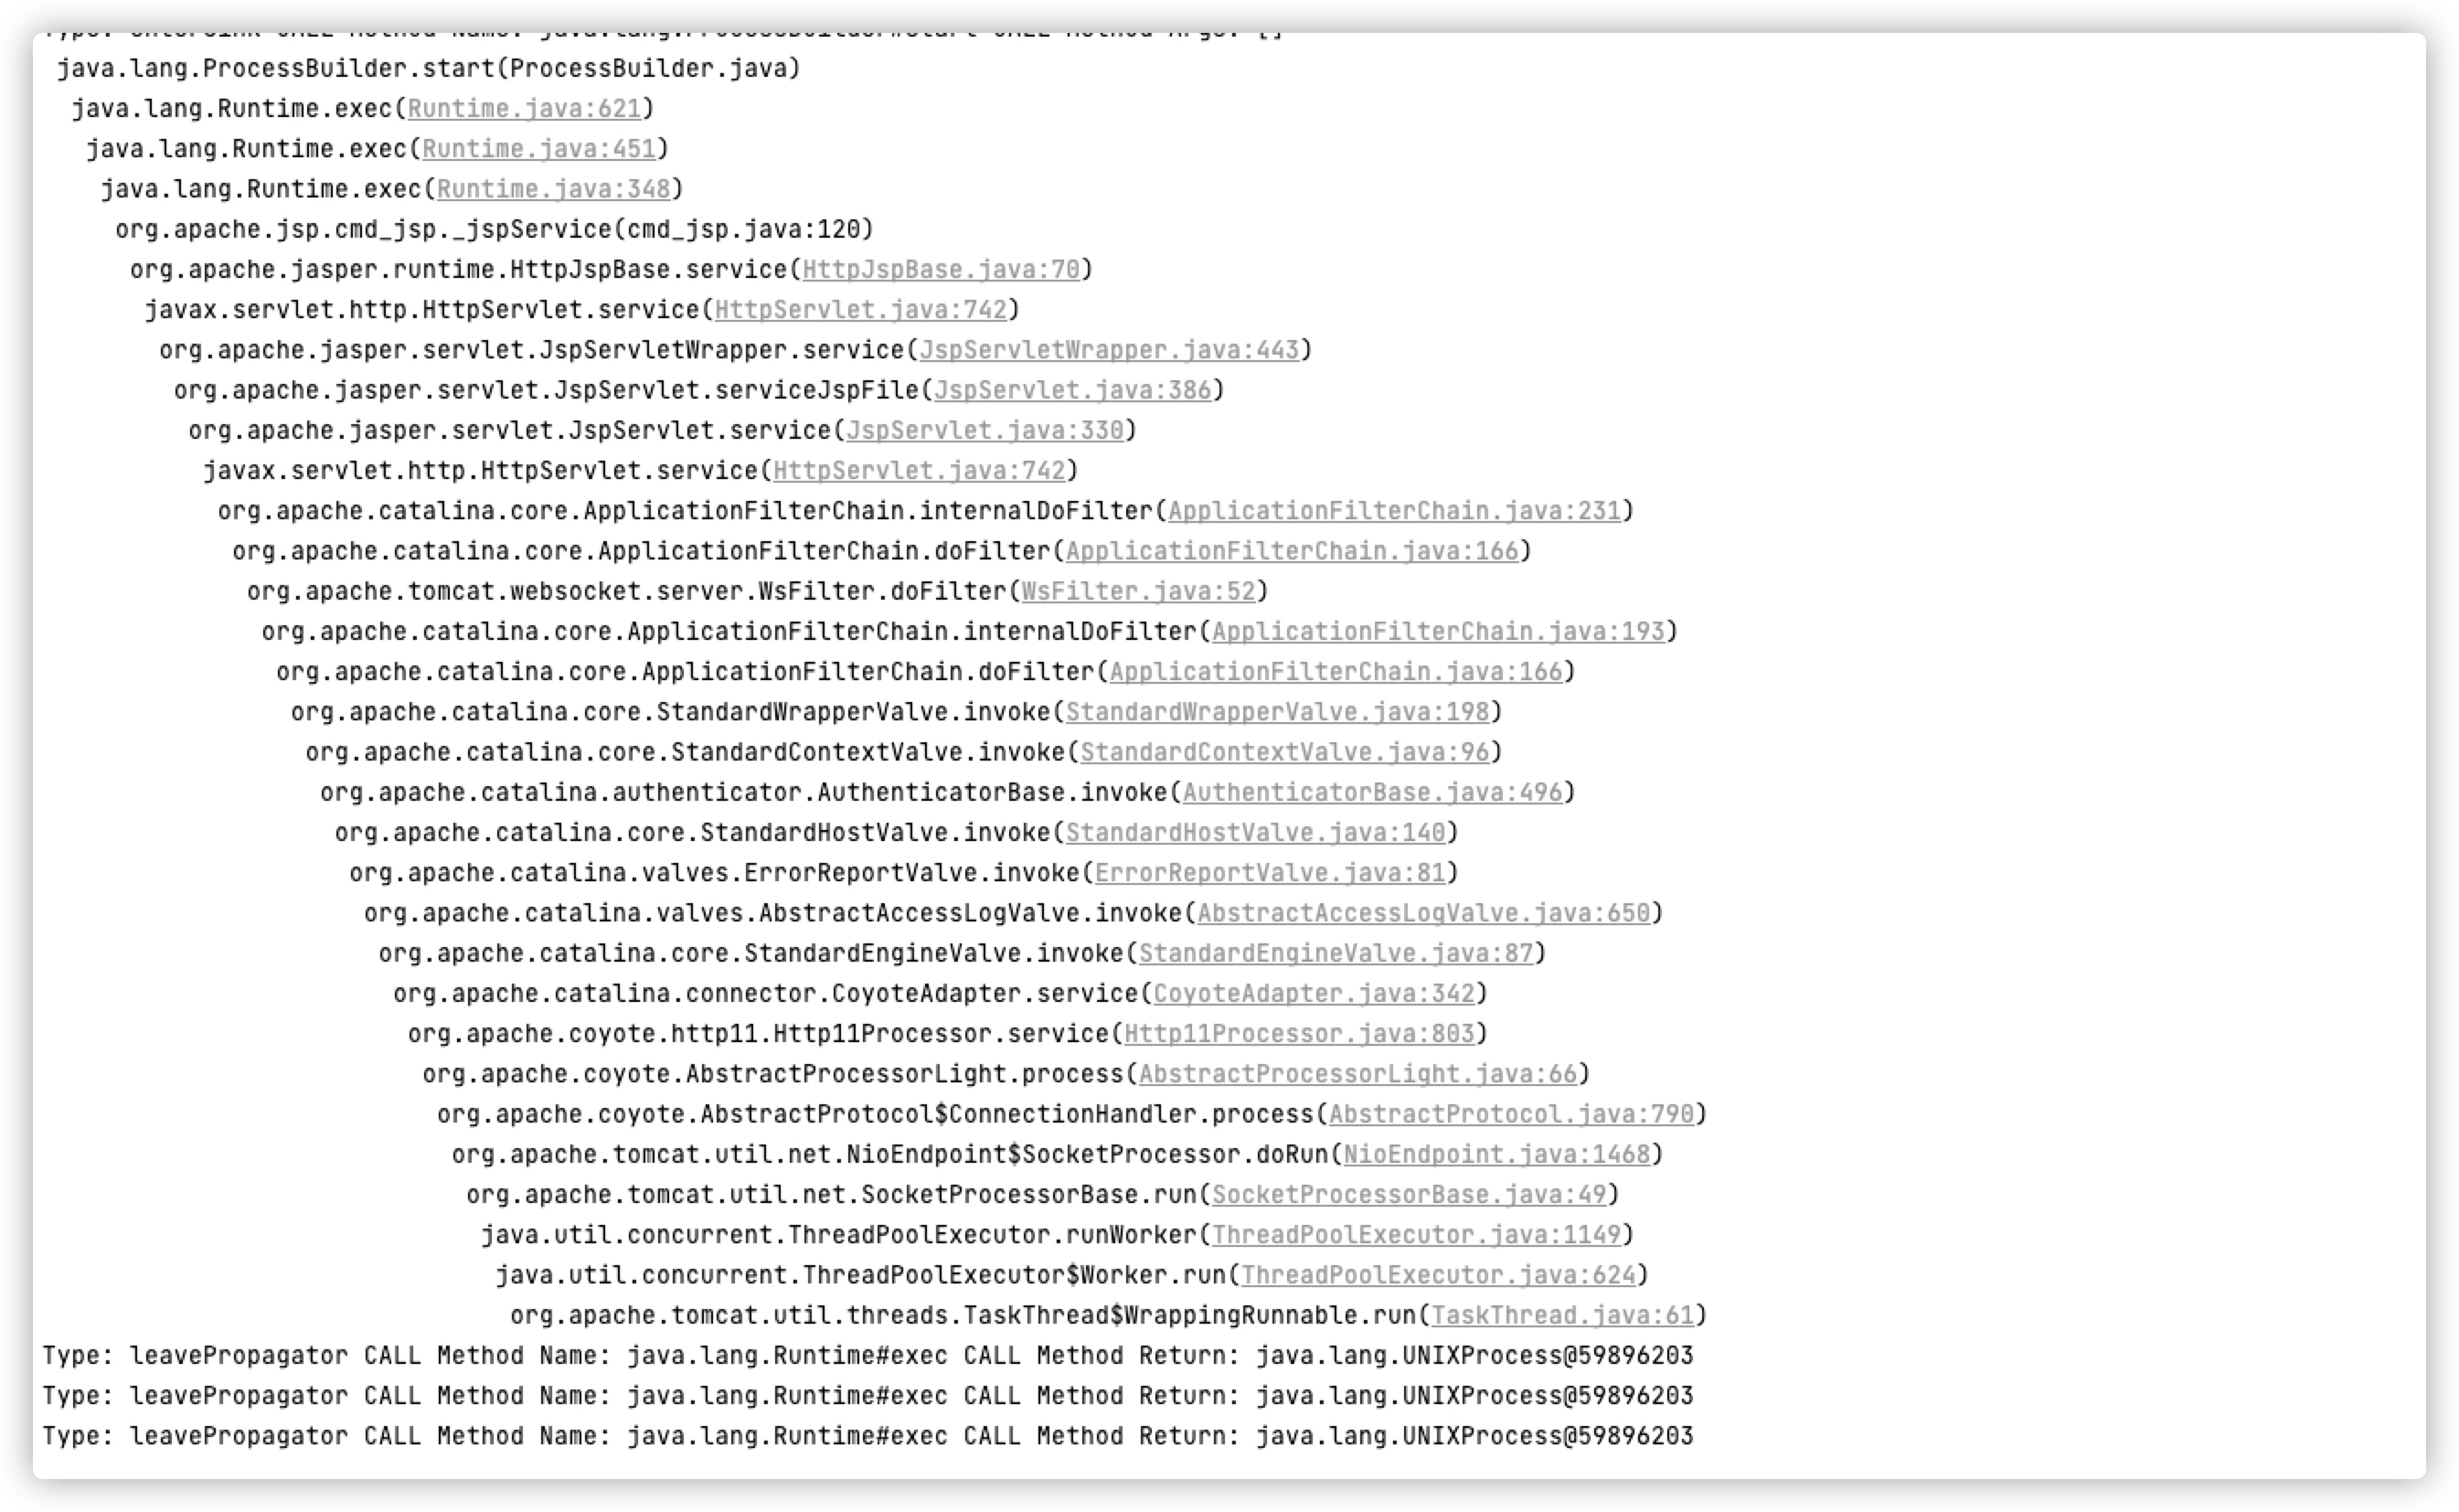 Type: enterSink CALL Method Name: java.lang.ProcessBuilder#start CALL Method Args: []
java.lang.ProcessBuilder.start(ProcessBuilder.java)
java.lang.Runtime.exec(Runtime.java:621)
java.lang.Runtime.exec(Runtime.java:451)
java.lang.Runtime.exec(Runtime.java:348)
org.apache.jsp.cmd_jsp._jspService(cmd_jsp.java:120)
org.apache.jasper.runtime.HttpJspBase.service(HttpJspBase.java:70)
javax.servlet.http.HttpServlet.service(HttpServlet.java:742)
org.apache.jasper.servlet.JspServletWrapper.service(JspServletWrapper.java:443)
org.apache.jasper.servlet.JspServlet.serviceJspFile(JspServlet.java:386)
org.apache.jasper.servlet.JspServlet.service(JspServlet.java:330)
javax.servlet.http.HttpServlet.service(HttpServlet.java:742)
org.apache.catalina.core.ApplicationFilterChain.internalDoFilter(ApplicationFilterChain.java:231)
org.apache.catalina.core.ApplicationFilterChain.doFilter(ApplicationFilterChain.java:166)
org.apache.tomcat.websocket.server.WsFilter.doFilter(WsFilter.java:52)
org.apache.catalina.core.ApplicationFilterChain.internalDoFilter(ApplicationFilterChain.java:193)
org.apache.catalina.core.ApplicationFilterChain.doFilter(ApplicationFilterChain.java:166)
org.apache.catalina.core.StandardWrapperValve.invoke(StandardWrapperValve.java:198)
org.apache.catalina.core.StandardContextValve.invoke(StandardContextValve.java:96)
org.apache.catalina.authenticator.AuthenticatorBase.invoke(AuthenticatorBase.java:496)
org.apache.catalina.core.StandardHostValve.invoke(StandardHostValve.java:140)
org.apache.catalina.valves.ErrorReportValve.invoke(ErrorReportValve.java:81)
org.apache.catalina.valves.AbstractAccessLogValve.invoke(AbstractAccessLogValve.java:650)
org.apache.catalina.core.StandardEngineValve.invoke(StandardEngineValve.java:87)
org.apache.catalina.connector.CoyoteAdapter.service(CoyoteAdapter.java:342)
org.apache.coyote.http11.Http11Processor.service(Http11Processor.java:803)
org.apache.coyote.AbstractProcessorLight.process(AbstractProcessorLight.java:66)
org.apache.coyote.AbstractProtocol$ConnectionHandler.process(AbstractProtocol.java:790)
org.apache.tomcat.util.net.NioEndpoint$SocketProcessor.doRun(NioEndpoint.java:1468)
org.apache.tomcat.util.net.SocketProcessorBase.run(SocketProcessorBase.java:49)
java.util.concurrent.ThreadPoolExecutor.runWorker(ThreadPoolExecutor.java:1149)
java.util.concurrent.ThreadPoolExecutor$Worker.run(ThreadPoolExecutor.java:624)
org.apache.tomcat.util.threads.TaskThread$WrappingRunnable.run(TaskThread.java:61)
Type: leavePropagator CALL Method Name: java.lang.Runtime#exec CALL Method Return: java.lang.UNIXProcess@59896203
Type: leavePropagator CALL Method Name: java.lang.Runtime#exec CALL Method Return: java.lang.UNIXProcess@59896203
Type: leavePropagator CALL Method Name: java.lang.Runtime#exec CALL Method Return: java.lang.UNIXProcess@59896203